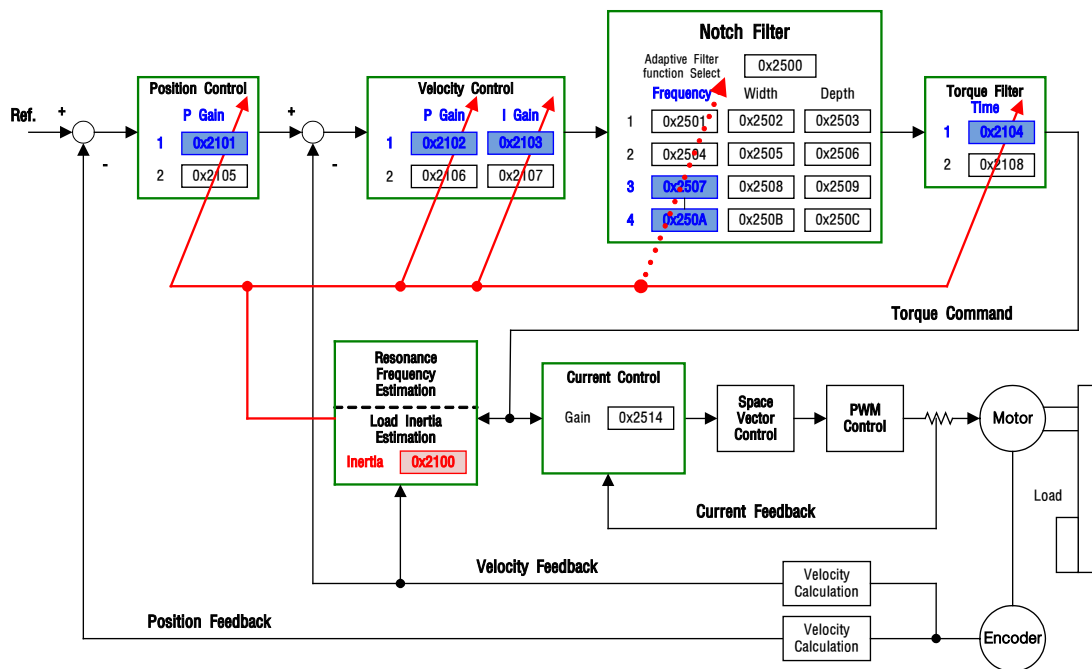 Notch Filter
Adaptive Filter
function Select
0x2500
Frequency Width Depth
1 0x2501 0x2502 0x2503
2 0x2504 0x2505 0x2506
3 0x2507 0x2508 0x2509
4 0x250A 0x250B 0x250C
Ref.
+
-
Position Control
P Gain
1 0x2101
2 0x2105
+
-
Velocity Control
P Gain I Gain
1 0x2102 0x2103
2 0x2106 0x2107
Torque Filter
Time
1 0x2104
2 0x2108
Torque Command
Resonance
Frequency
Estimation
Load Inertia
Estimation
Inertia 0x2100
Current Control
Gain 0x2514
Space
Vector
Control
PWM
Control
Motor
Load
Current Feedback
Velocity Feedback
Velocity
Calculation
Position Feedback
Velocity
Calculation
Encoder